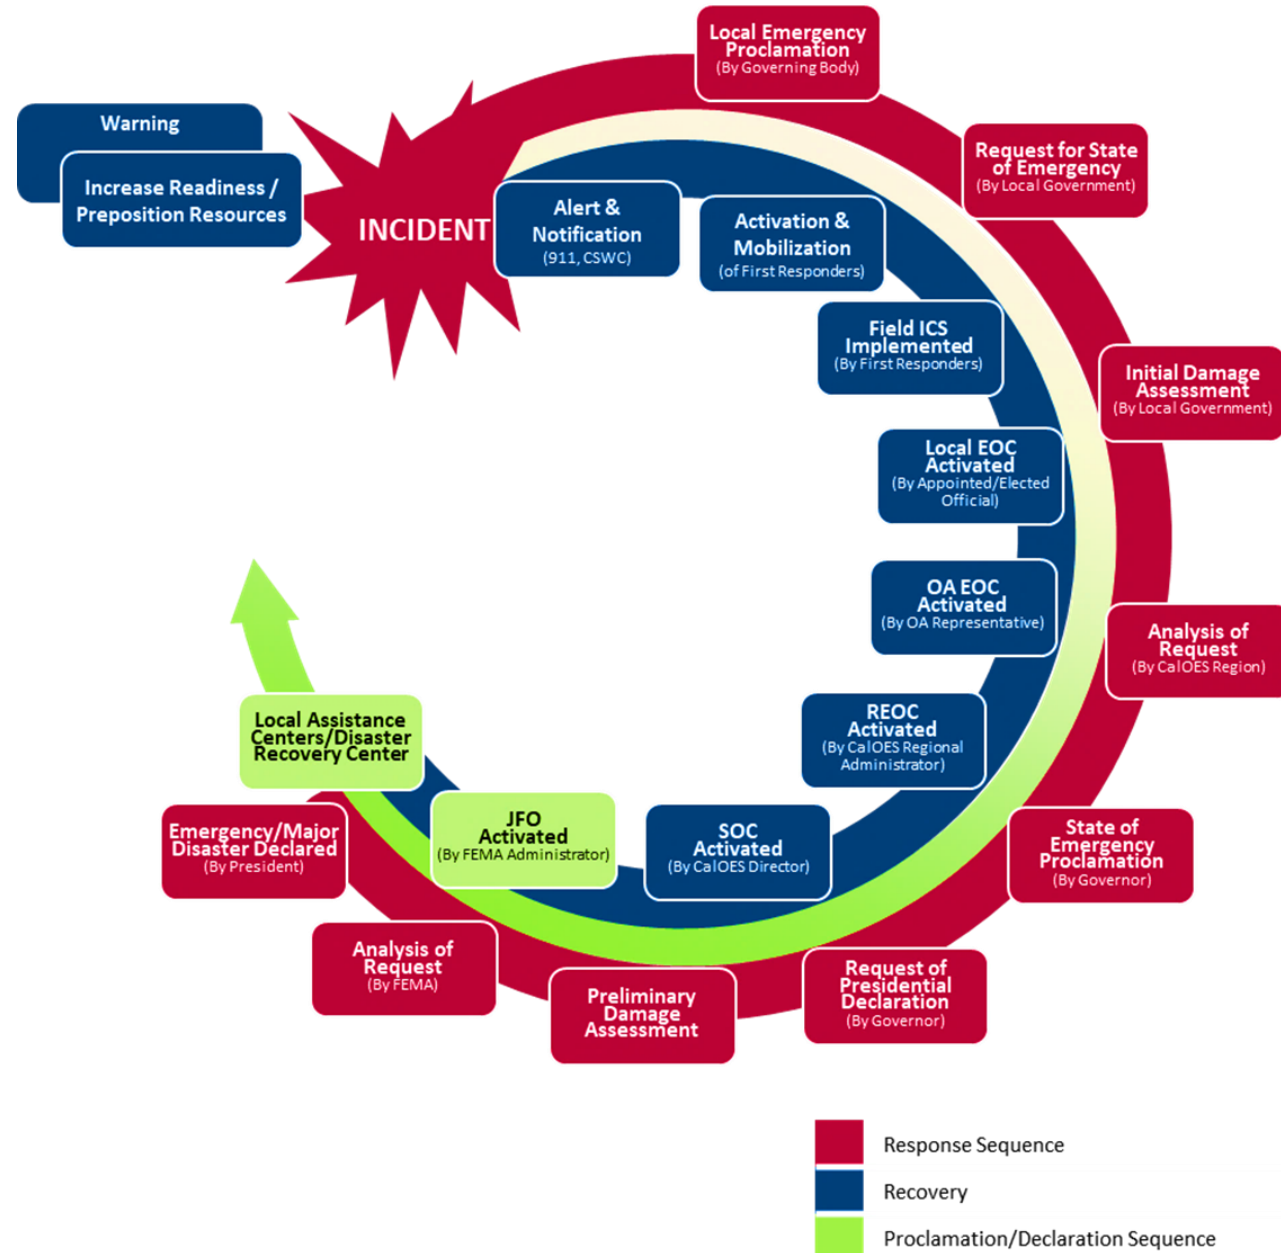 Warning
Increase Readiness /
Preposition Resources
INCIDENT
Local Emergency
Proclamation
(By Governing Body)
Request for State
of Emergency
(By Local Government)
Initial Damage
Assessment
(By Local Government)
Analysis of
Request
(By CalOES Region)
State of
Emergency
Proclamation
(By Governor)
Request of
Presidential
Declaration
(By Governor)
Preliminary
Damage
Assessment
Analysis of
Request
(By FEMA)
Emergency/Major
Disaster Declared
(By President)
Alert &
Notification
(911, CSWC)
Activation &
Mobilization
(of First Responders)
Field ICS
Implemented
(By First Responders)
Local EOC
Activated
(By Appointed/Elected
Official)
OA EOC
Activated
(By OA Representative)
REOC
Activated
(By CalOES Regional
Administrator)
SOC
Activated
(By CalOES Director)
JFO
Activated
(By FEMA Administrator)
Local Assistance
Centers/Disaster
Recovery Center
Response Sequence
Recovery
Proclamation/Declaration Sequence